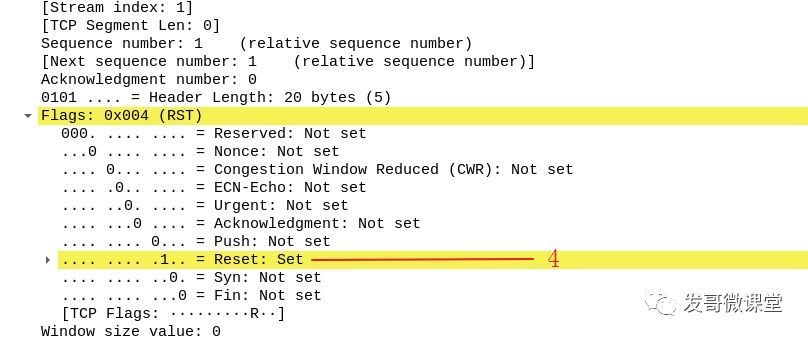 [Stream index: 1]
[TCP Segment Len: 0]
Sequence number: 1    (relative sequence number)
[Next sequence number: 1    (relative sequence number)]
Acknowledgment number: 0
0101 .... = Header Length: 20 bytes (5)
Flags: 0x004 (RST)
000. .... .... = Reserved: Not set
...0 .... .... = Nonce: Not set
.... 0... .... = Congestion Window Reduced (CWR): Not set
.... .0.. .... = ECN-Echo: Not set
.... ..0. .... = Urgent: Not set
.... ...0 .... = Acknowledgment: Not set
.... .... 0... = Push: Not set
.... .... .1.. = Reset: Set 4
.... .... ..0. = Syn: Not set
.... .... ...0 = Fin: Not set
[TCP Flags: ·········R··]
Window size value: 0
发哥微课堂